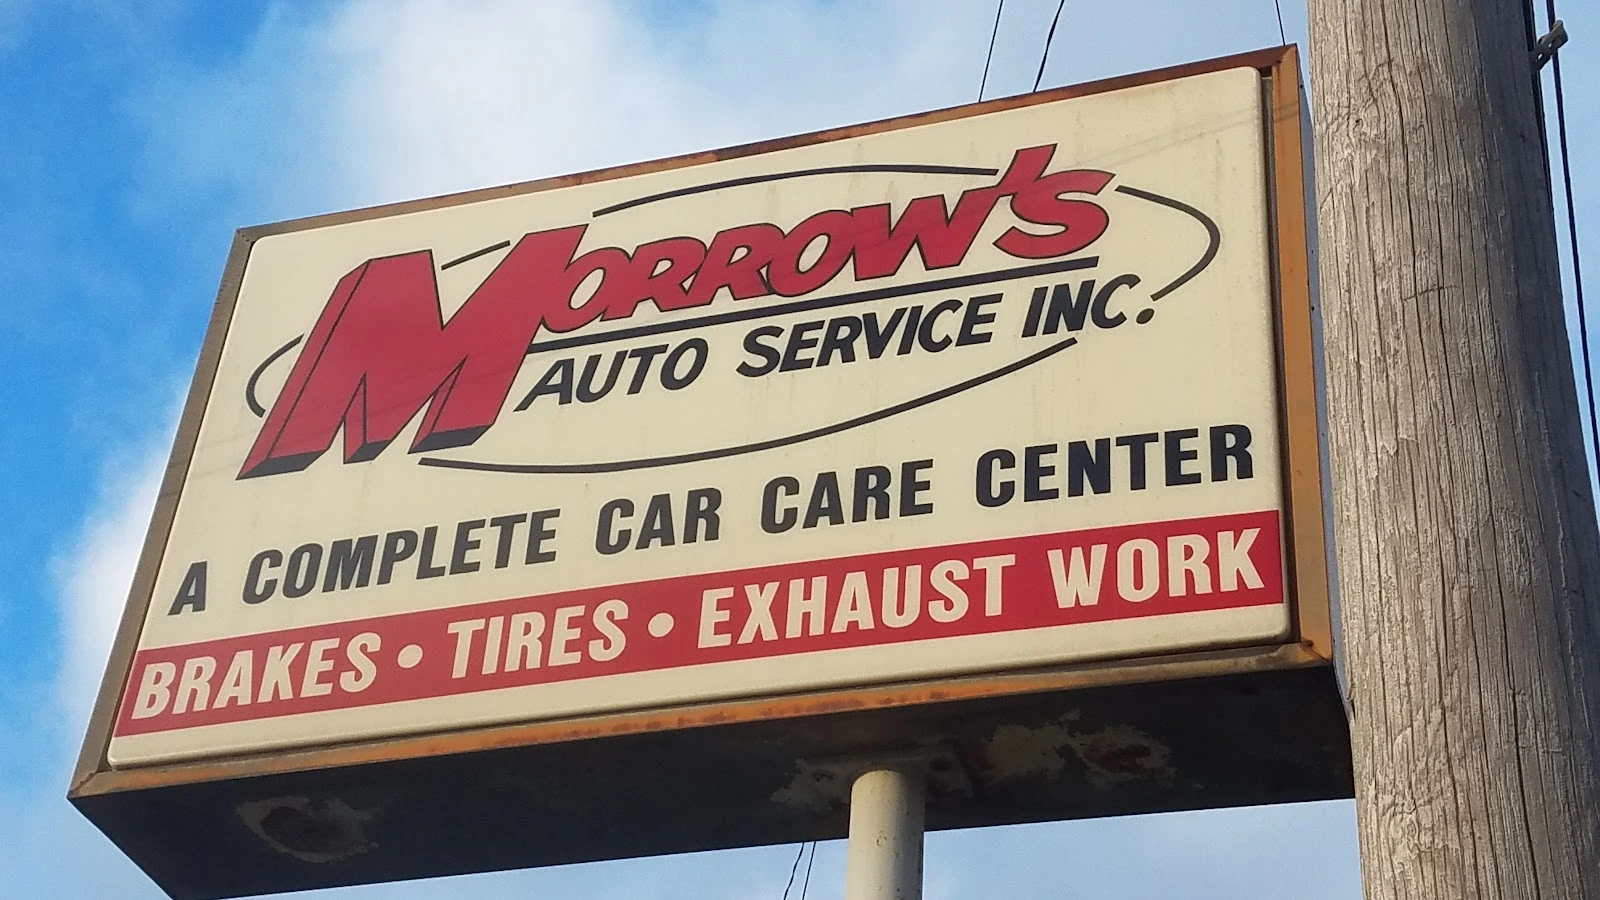 MORROW'S
AUTO SERVICE INC.
A COMPLETE CAR CARE CENTER
BRAKES • TIRES • EXHAUST WORK